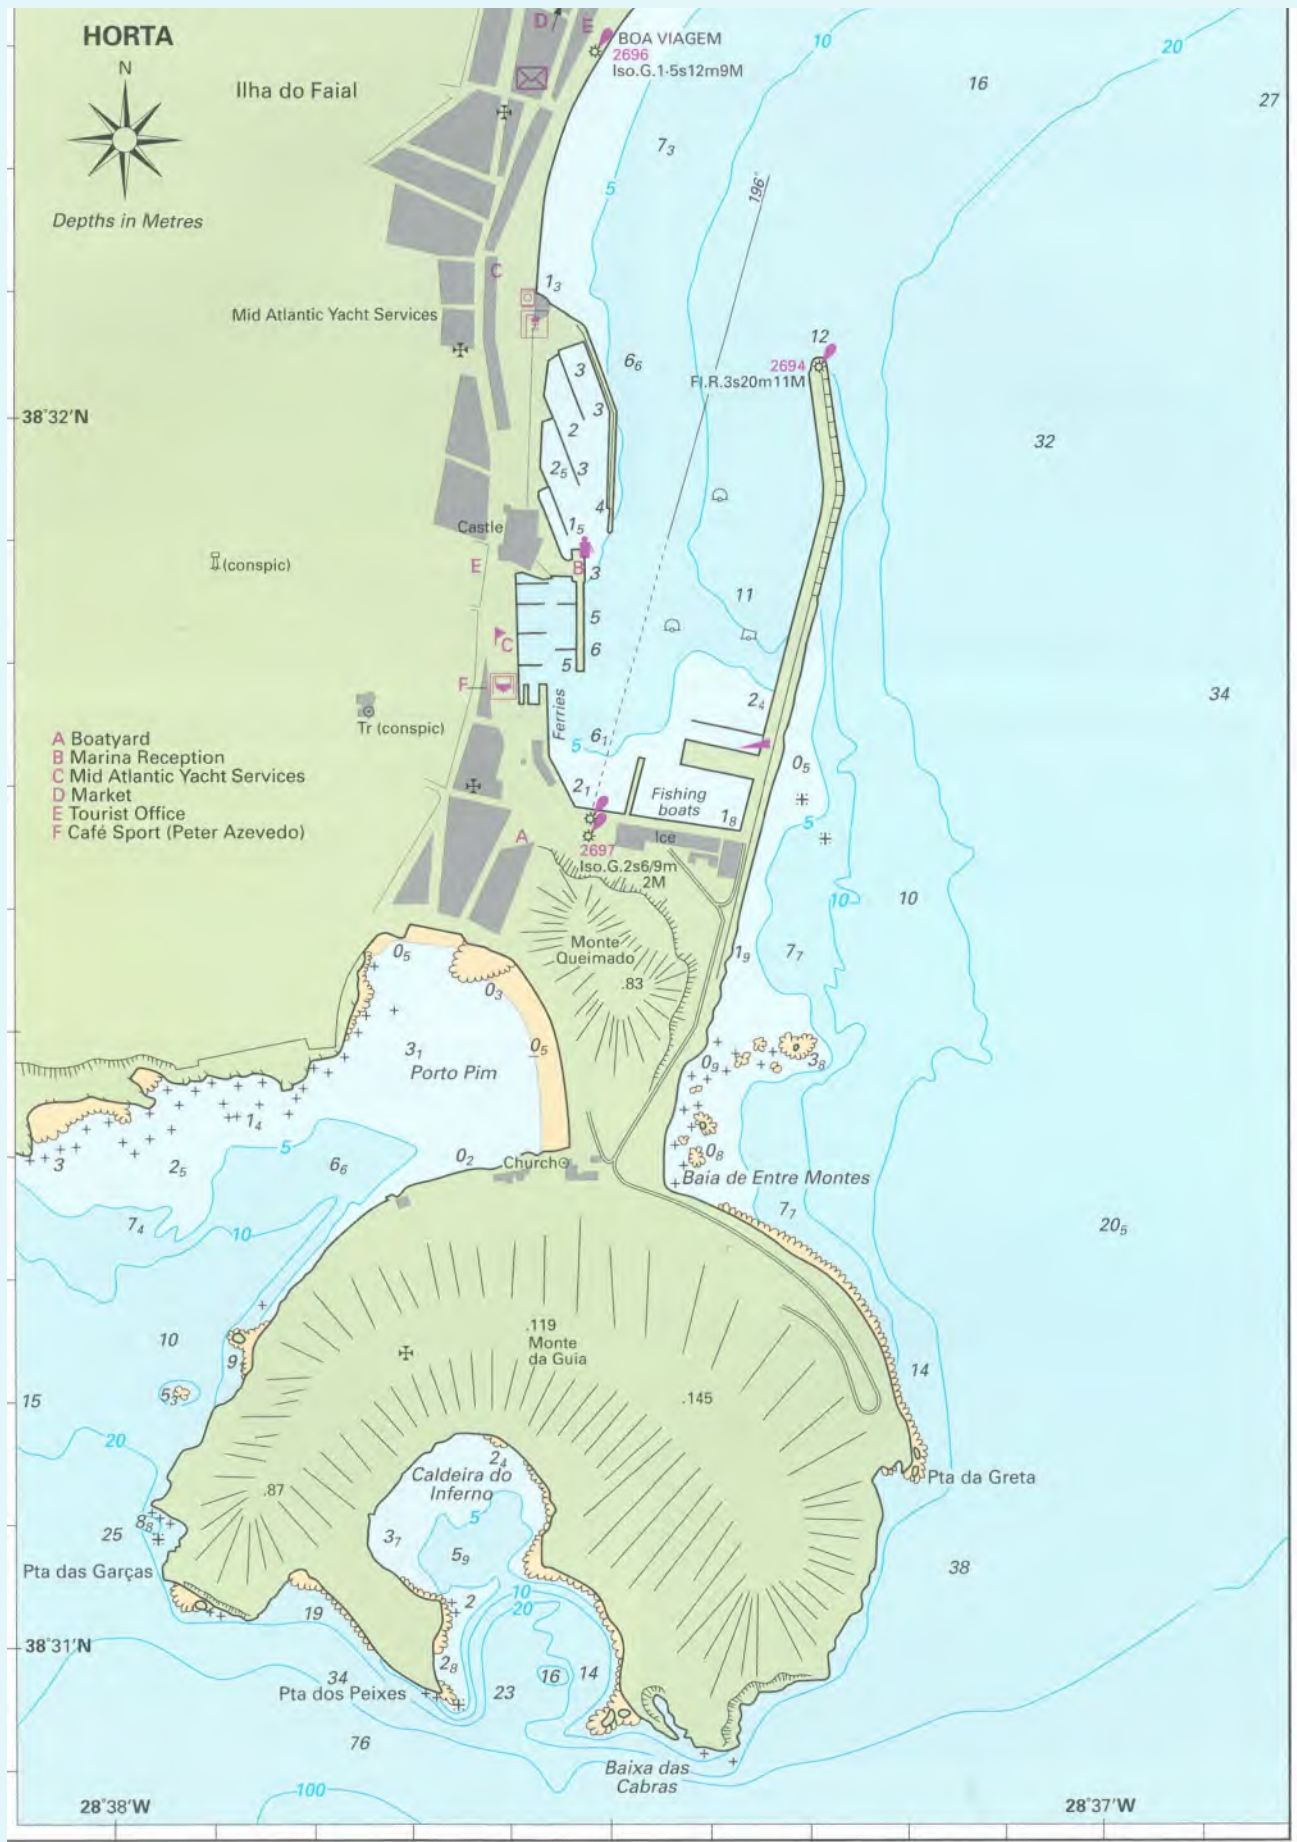 HORTA
N
Ilha do Faial
Depths in Metres
D
E
BOA VIAGEM
2696
Iso.G.1·5s12m9M
10
20
16
27
7₃
5
196°
C
1₃
Mid Atlantic Yacht Services
6₆
12
2694
Fl.R.3s20m11M
3
3
38°32'N
2
32
2₅
3
4
1₅
Castle
(conspic)
E
B
3
11
5
6
C
5
F
34
2₄
Ferries
Tr (conspic)
6₁
5
A Boatyard
B Marina Reception
C Mid Atlantic Yacht Services
D Market
E Tourist Office
F Café Sport (Peter Azevedo)
0₅
2₁
Fishing
boats
1₈
5
A
Ice
2697
Iso.G.2s6/9m
2M
10
10
Monte
Queimado
.83
1₉
7₇
0₅
0₃
0₅
3₁
Porto Pim
0₉
3₈
1₄
5
3
2₅
6₆
0₂
Church
0₈
Baia de Entre Montes
7₄
10
7₇
20₅
.119
Monte
da Guia
10
9
14
5₃
15
.145
20
2₄
Caldeira do
Inferno
Pta da Greta
.87
8₈
25
5
3₇
5₉
38
Pta das Garças
10
20
2
19
38°31'N
2₈
34
Pta dos Peixes
23
16
14
76
Baixa das
Cabras
100
28°38'W
28°37'W